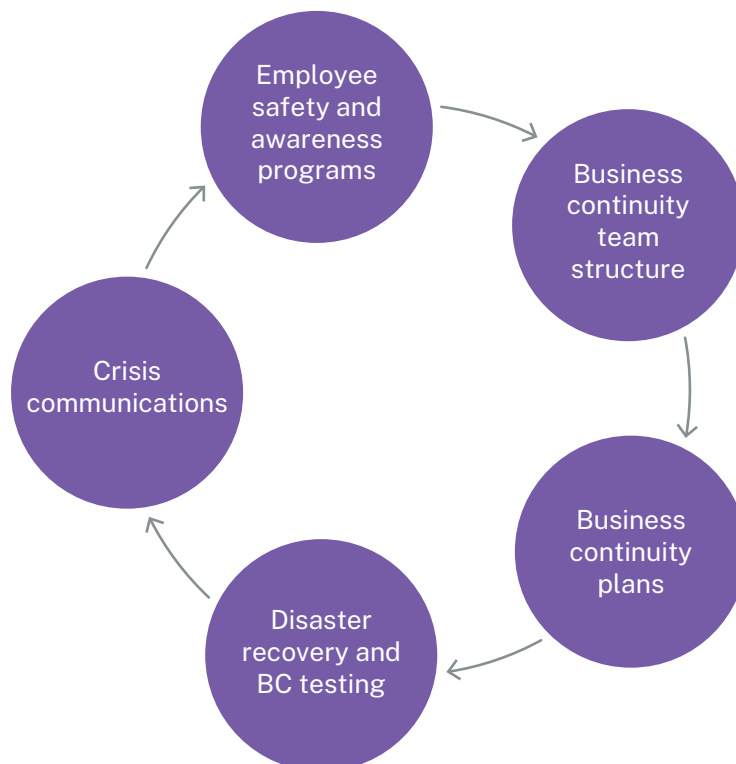 Employee
safety and
awareness
programs
Business
continuity
team
structure
Business
continuity
plans
Disaster
recovery and
BC testing
Crisis
communications